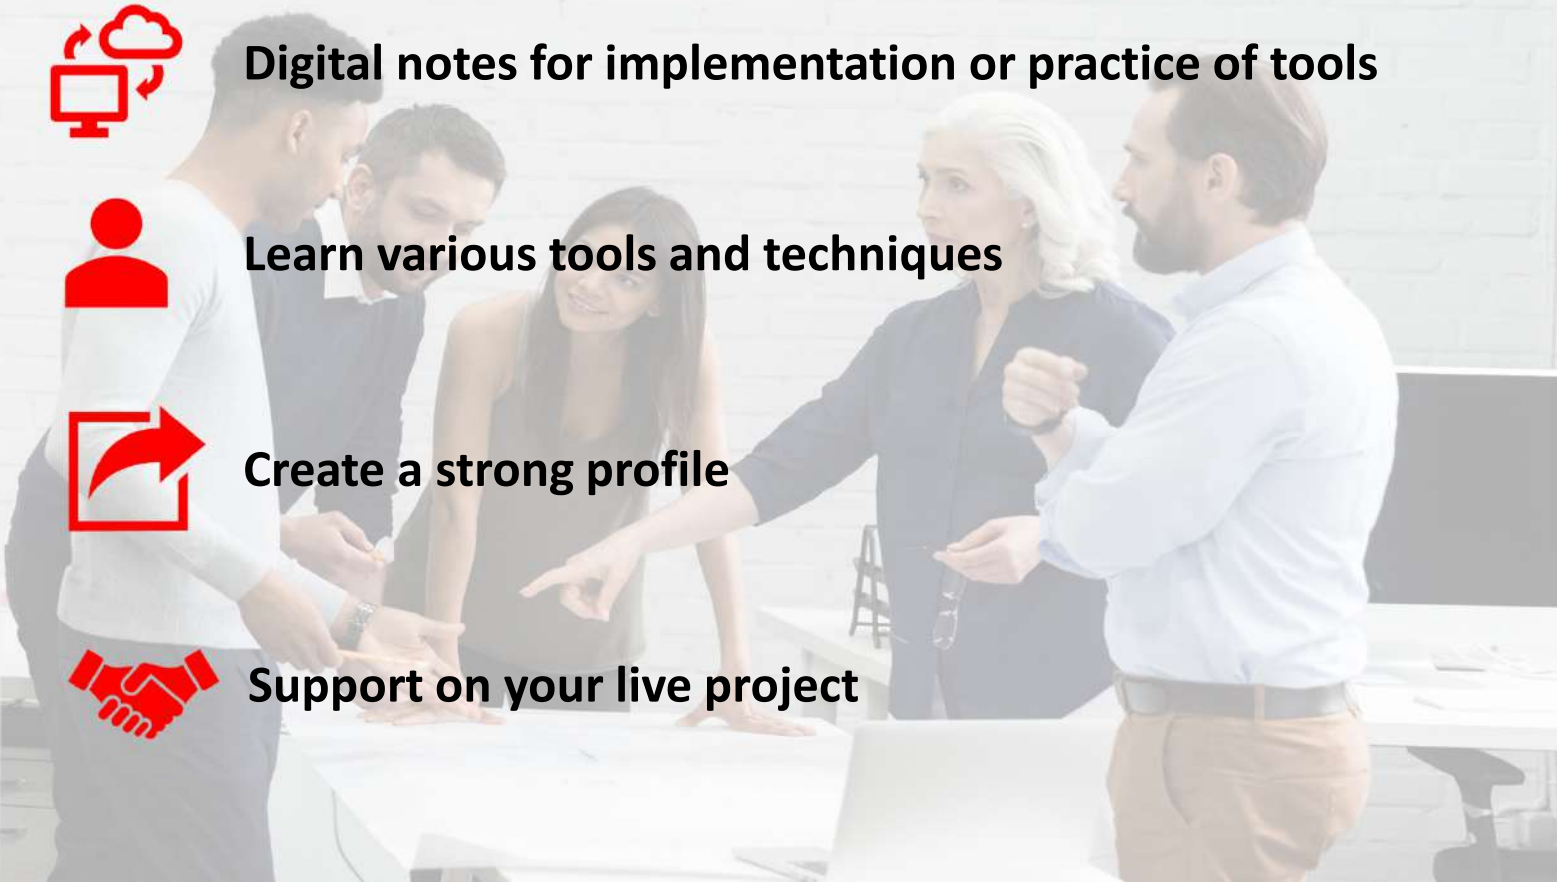 Digital notes for implementation or practice of tools
Learn various tools and techniques
Create a strong profile
Support on your live project